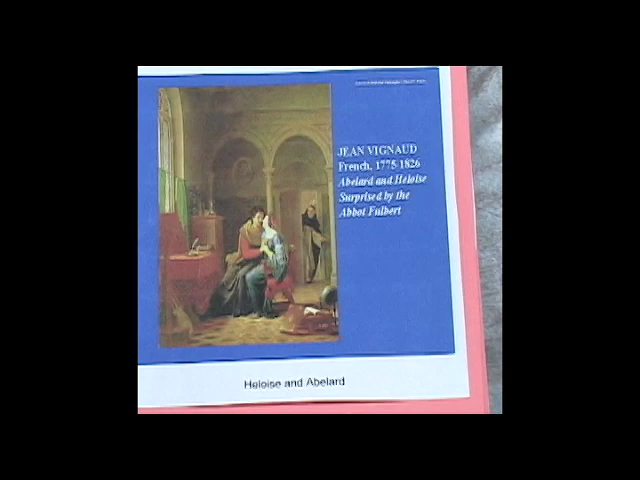 JEAN VIGNAUD
French, 1775-1826
Abelard and Heloise
Surprised by the
Abbot Fulbert
Heloise and Abelard